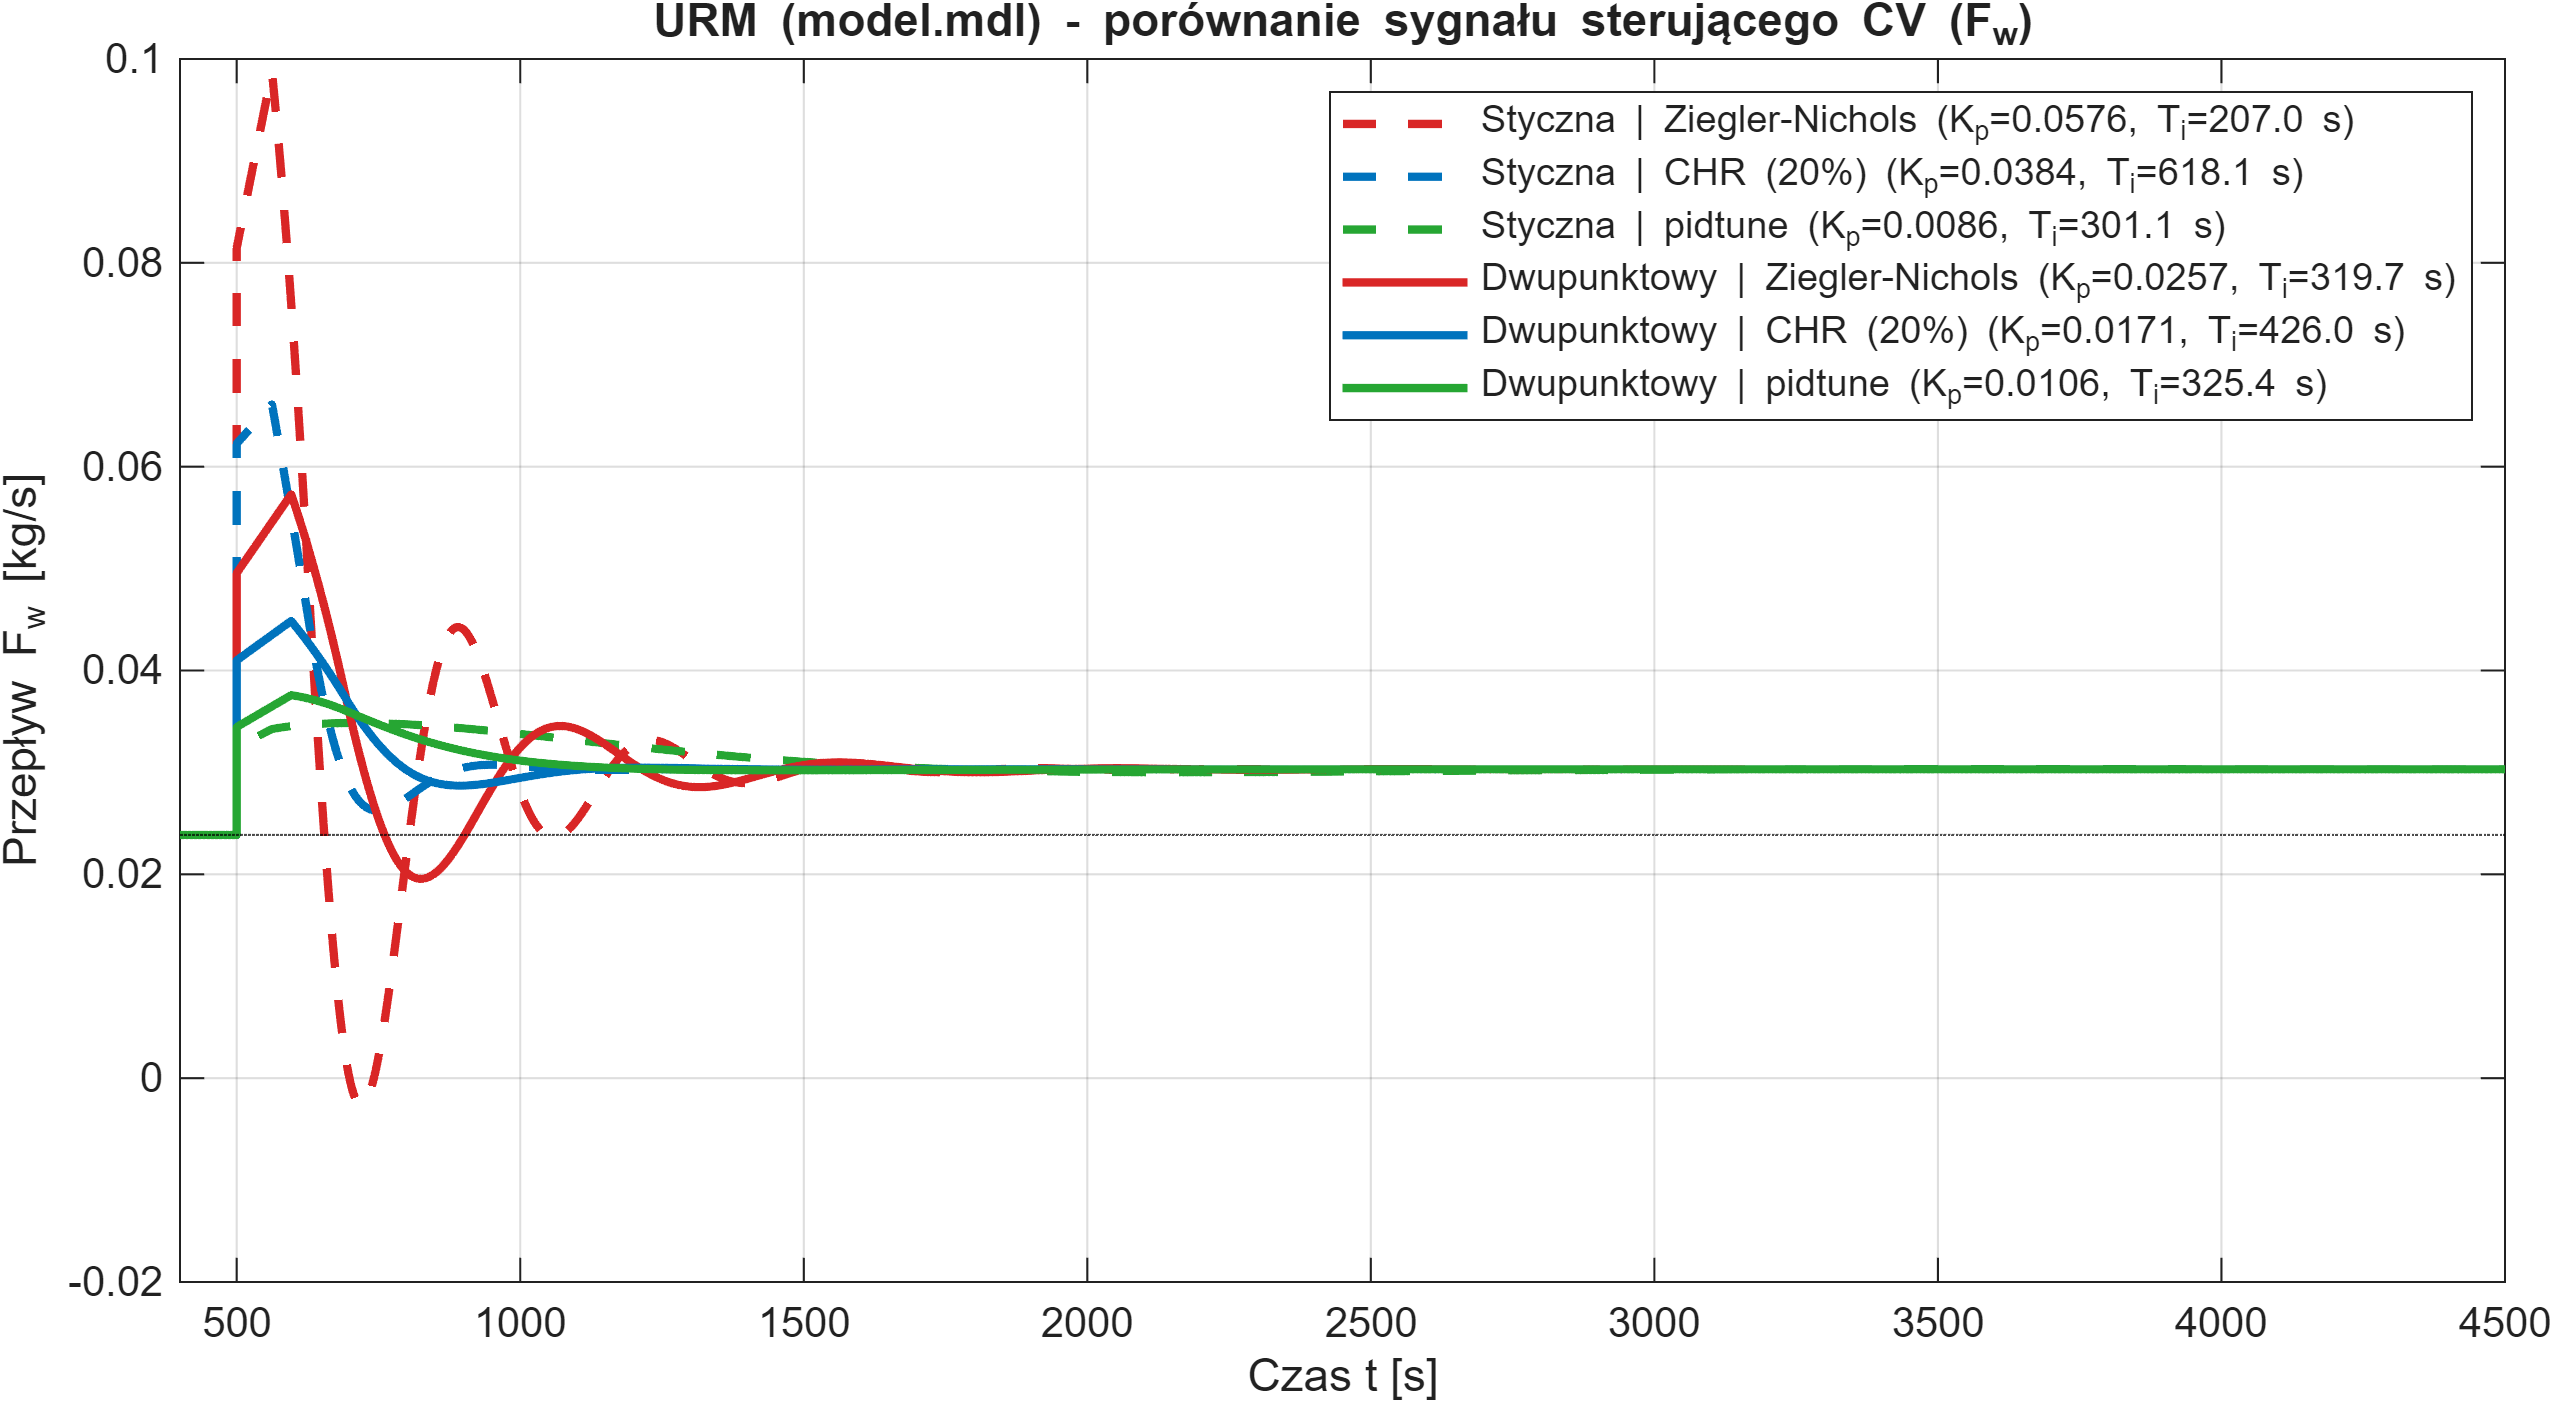 URM (model.mdl) - porównanie sygnału sterującego CV (Fw)
0.1
0.08
0.06
0.04
0.02
0
-0.02
Przepływ Fw [kg/s]
Styczna | Ziegler-Nichols (Kp=0.0576, Ti=207.0 s)
Styczna | CHR (20%) (Kp=0.0384, Ti=618.1 s)
Styczna | pidtune (Kp=0.0086, Ti=301.1 s)
Dwupunktowy | Ziegler-Nichols (Kp=0.0257, Ti=319.7 s)
Dwupunktowy | CHR (20%) (Kp=0.0171, Ti=426.0 s)
Dwupunktowy | pidtune (Kp=0.0106, Ti=325.4 s)
500 1000 1500 2000 2500 3000 3500 4000 4500
Czas t [s]